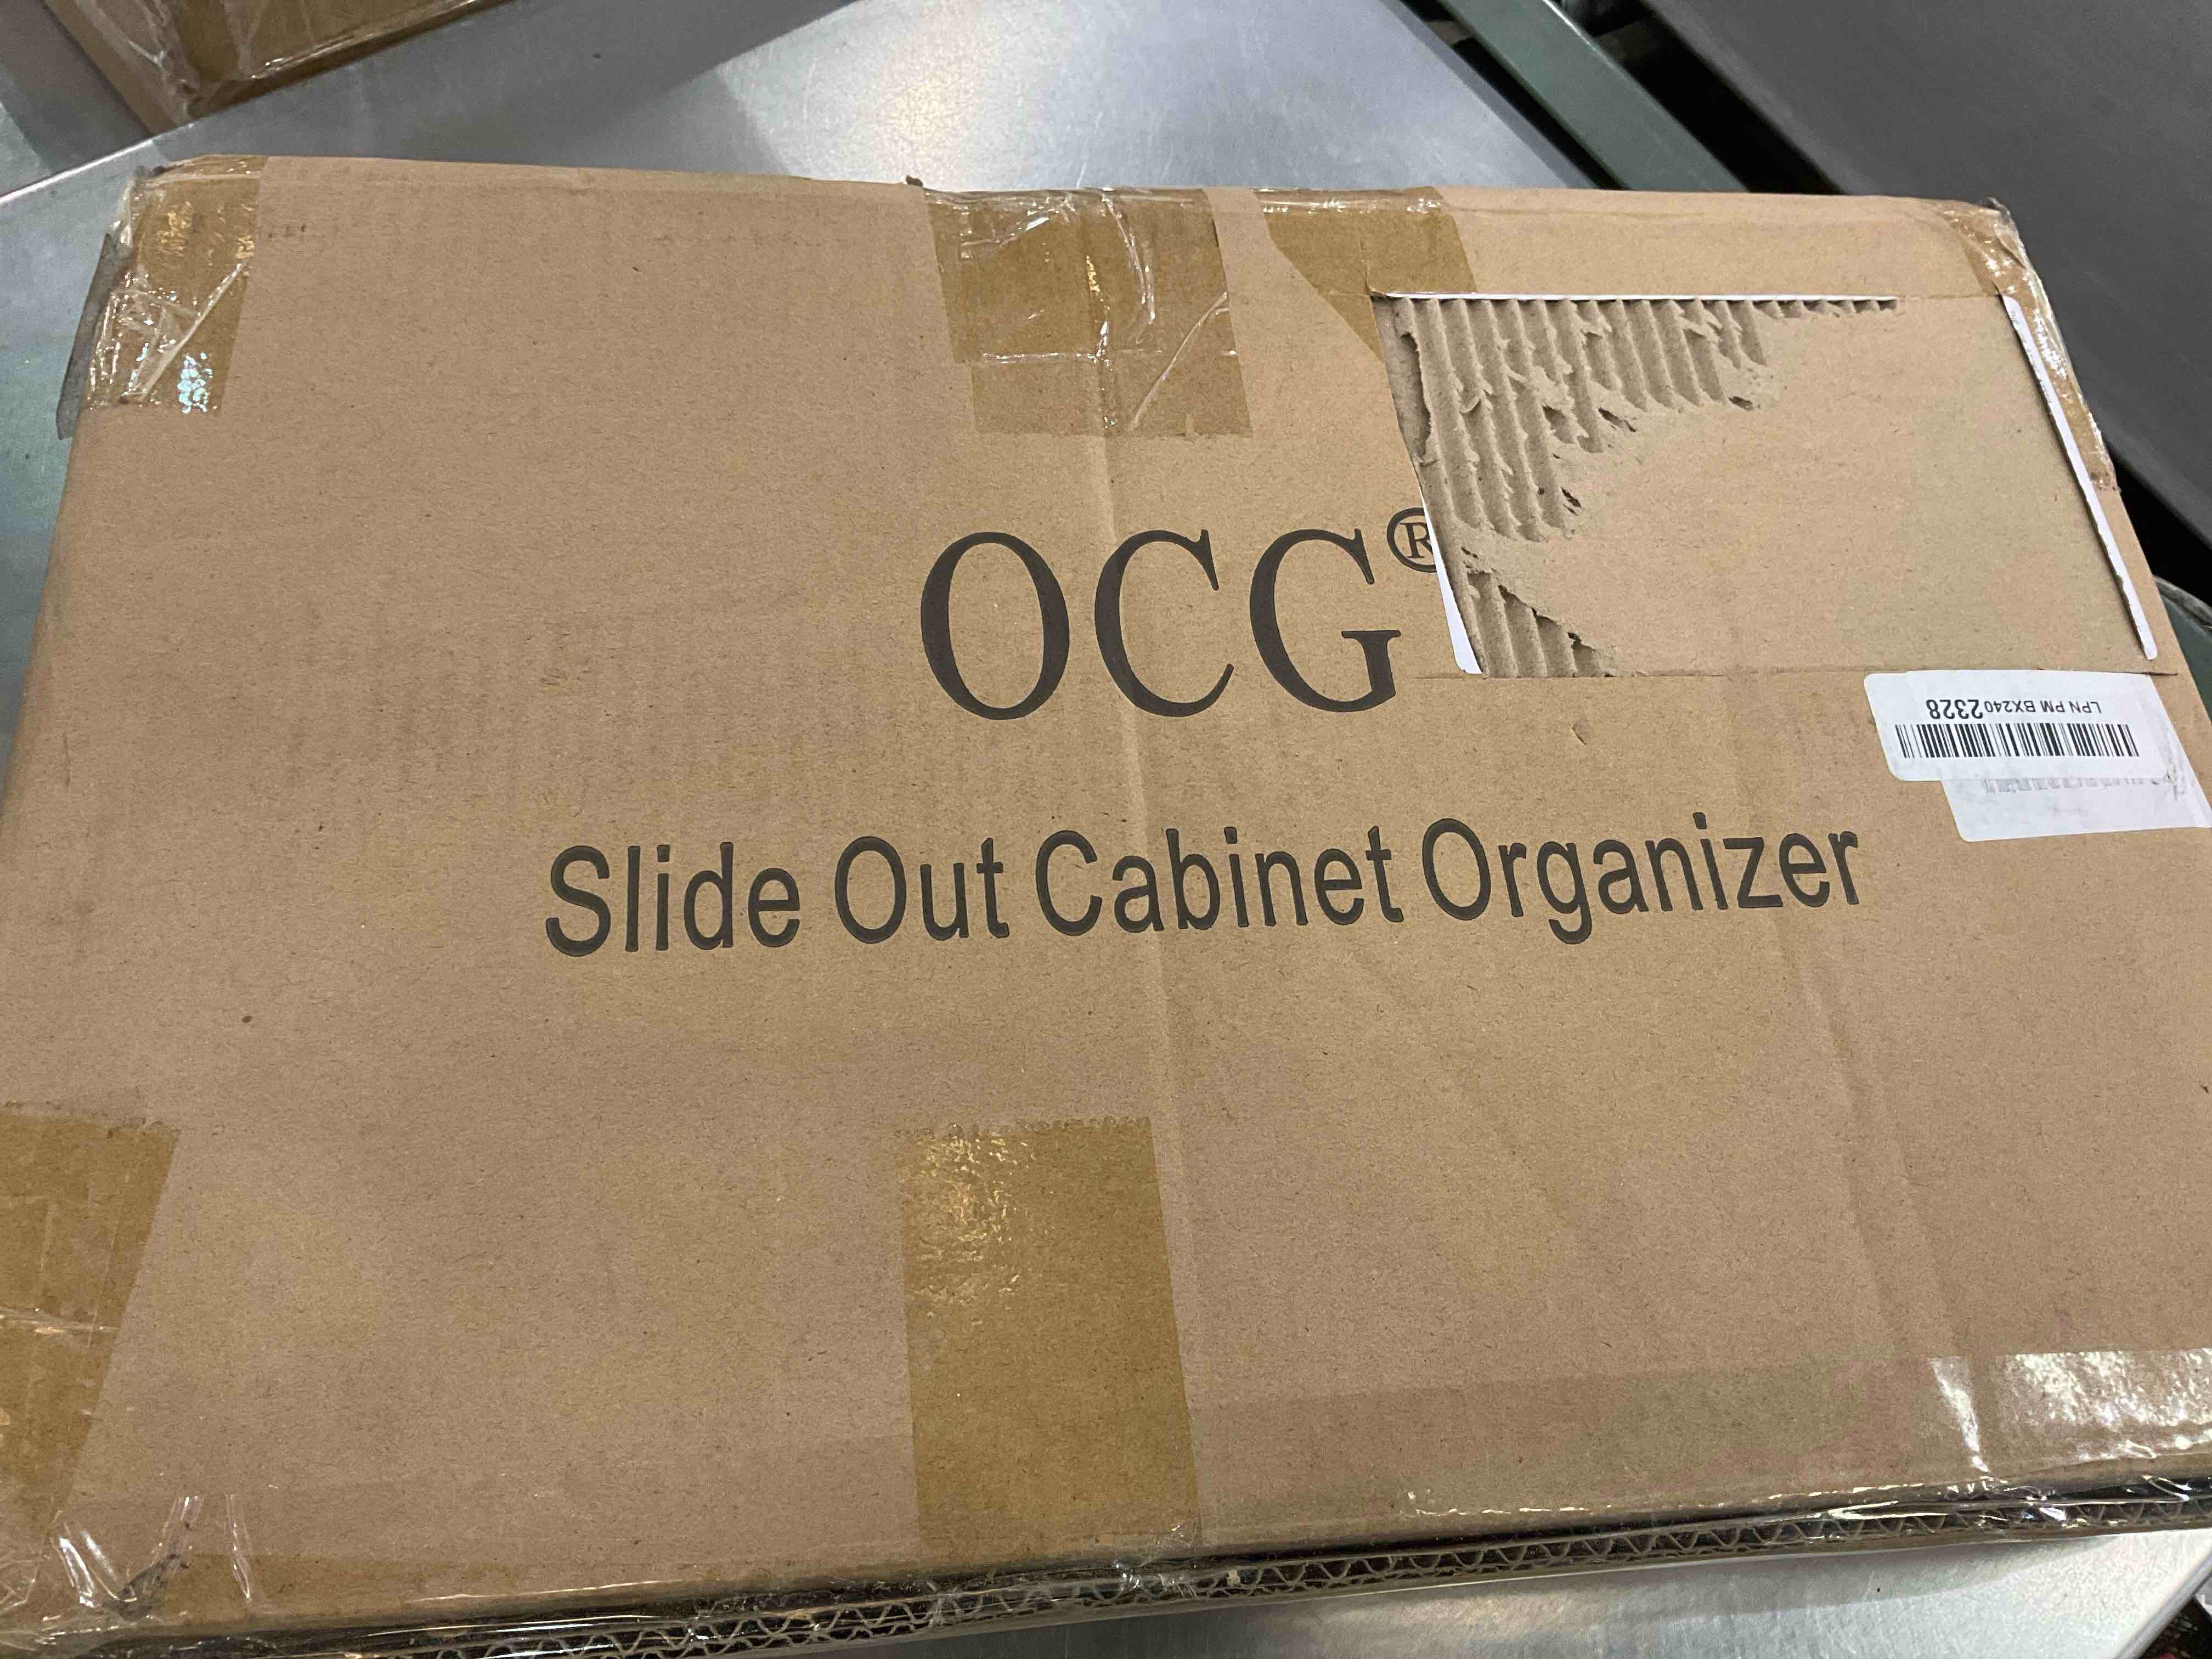 OCG®
LPN PM BX2402328
Slide Out Cabinet Organizer